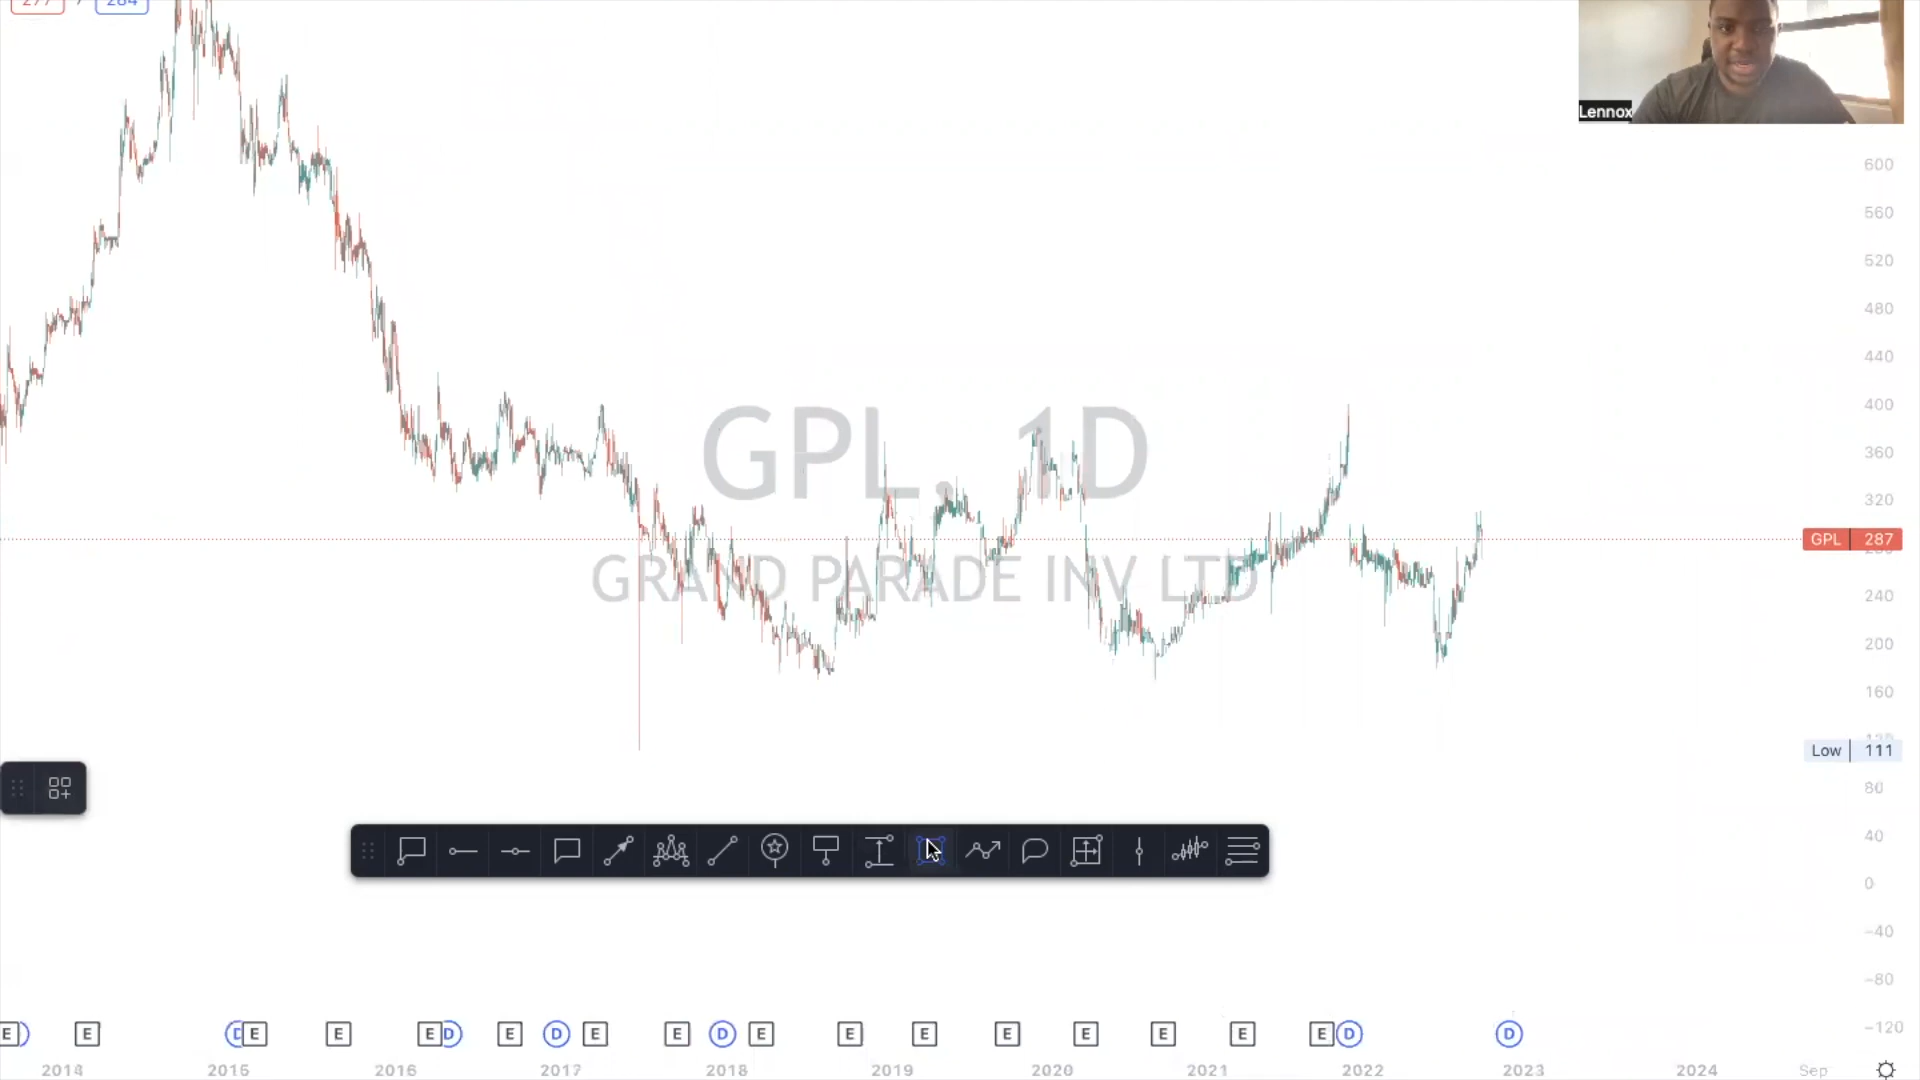 277 284
Lennox
600
560
520
480
440
400
GPL, 1D
360
320
GPL 287
GRAND PARADE INV LTD
240
200
160
Low 111
80
40
0
−40
−80
E D E D E E E D E D E E D E E E E E E E E D D
−120
2014 2015 2016 2017 2018 2019 2020 2021 2022 2023 2024 Sep